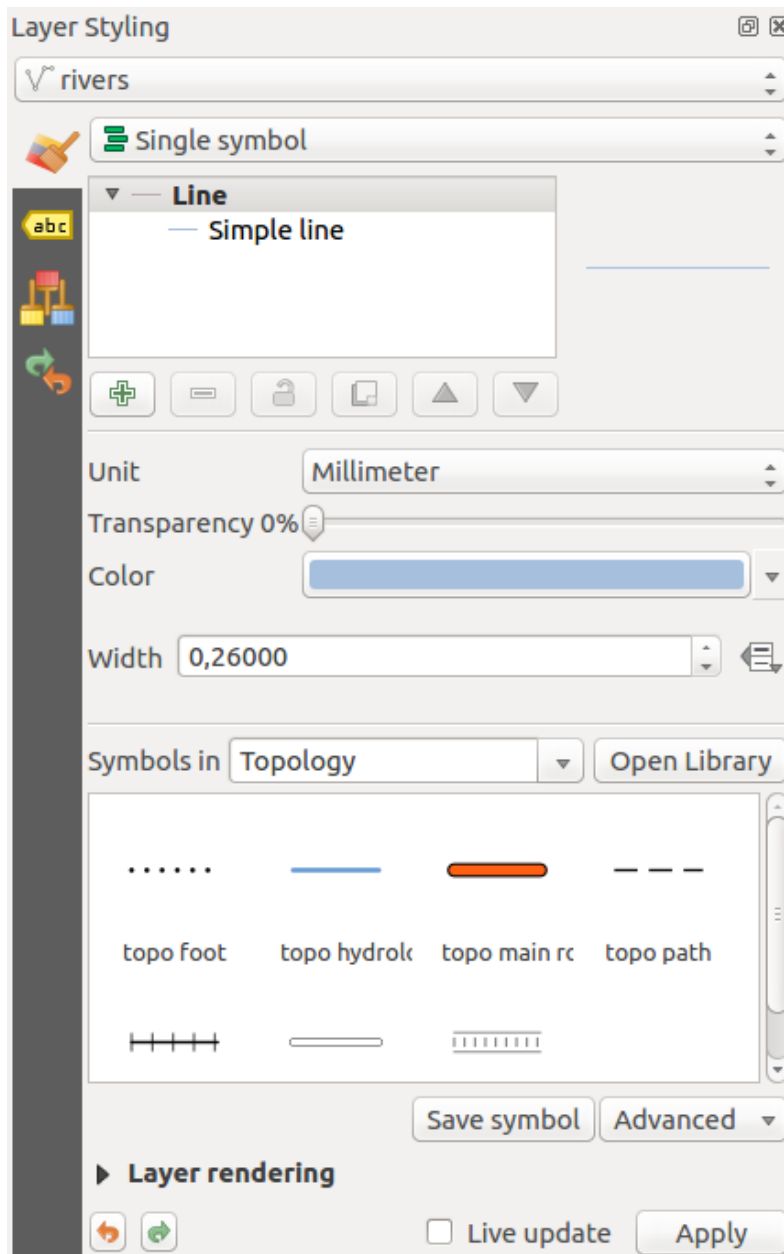 Layer Styling
rivers
Single symbol
Line
abc
Simple line
Unit Millimeter
Transparency 0%
Color
Width 0,26000
Symbols in Topology Open Library
topo foot topo hydrolo topo main ro topo path
Save symbol Advanced
Layer rendering
Live update Apply